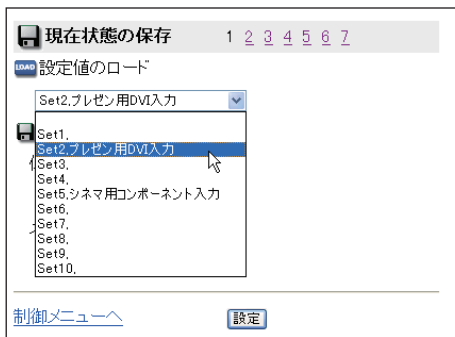 現在状態の保存 1 2 3 4 5 6 7
LOAD 設定値のロード
Set2,プレゼン用DVI入力
Set1,
Set2,プレゼン用DVI入力
Set3,
Set4,
Set5,シネマ用コンポーネント入力
Set6,
Set7,
Set8,
Set9,
Set10,
制御メニューへ 設定